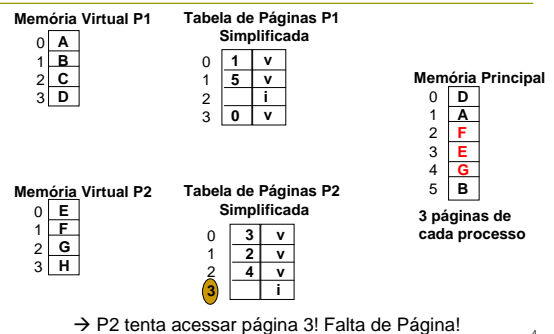 Memória Virtual P1
0 A
1 B
2 C
3 D
Tabela de Páginas P1
Simplificada
0 1 v
1 5 v
2 i
3 0 v
Memória Principal
0 D
1 A
2 F
3 E
4 G
5 B
3 páginas de
cada processo
Memória Virtual P2
0 E
1 F
2 G
3 H
Tabela de Páginas P2
Simplificada
0 3 v
1 2 v
2 4 v
3 i
→ P2 tenta acessar página 3! Falta de Página!